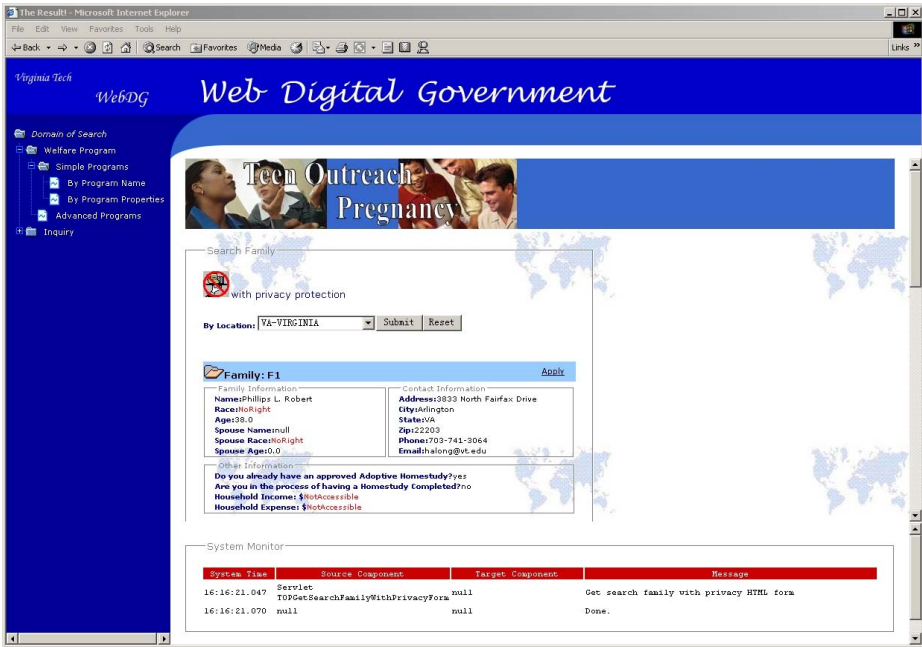 The Result! - Microsoft Internet Explorer
File Edit View Favorites Tools Help
Back Search Favorites Media Links »
Virginia Tech
WebDG
Web Digital Government
Domain of Search
Welfare Program
Simple Programs
By Program Name
By Program Properties
Advanced Programs
Inquiry
Teen Outreach
Pregnancy
Search Family
with privacy protection
By Location: VA-VIRGINIA Submit Reset
Family: F1 Apply
Family Information
Name:Phillips L. Robert
Race:NoRight
Age:38.0
Spouse Name:null
Spouse Race:NoRight
Spouse Age:0.0
Contact Information
Address:3833 North Fairfax Drive
City:Arlington
State:VA
Zip:22203
Phone:703-741-3064
Email:halong@vt.edu
Other Information
Do you already have an approved Adoptive Homestudy?yes
Are you in the process of having a Homestudy Completed?no
Household Income: $NotAccessible
Household Expense: $NotAccessible
System Monitor
System Time Source Component Target Component Message
16:16:21.047 Servlet TOPGetSearchFamilyWithPrivacyForm null Get search family with privacy HTML form
16:16:21.070 null null Done.